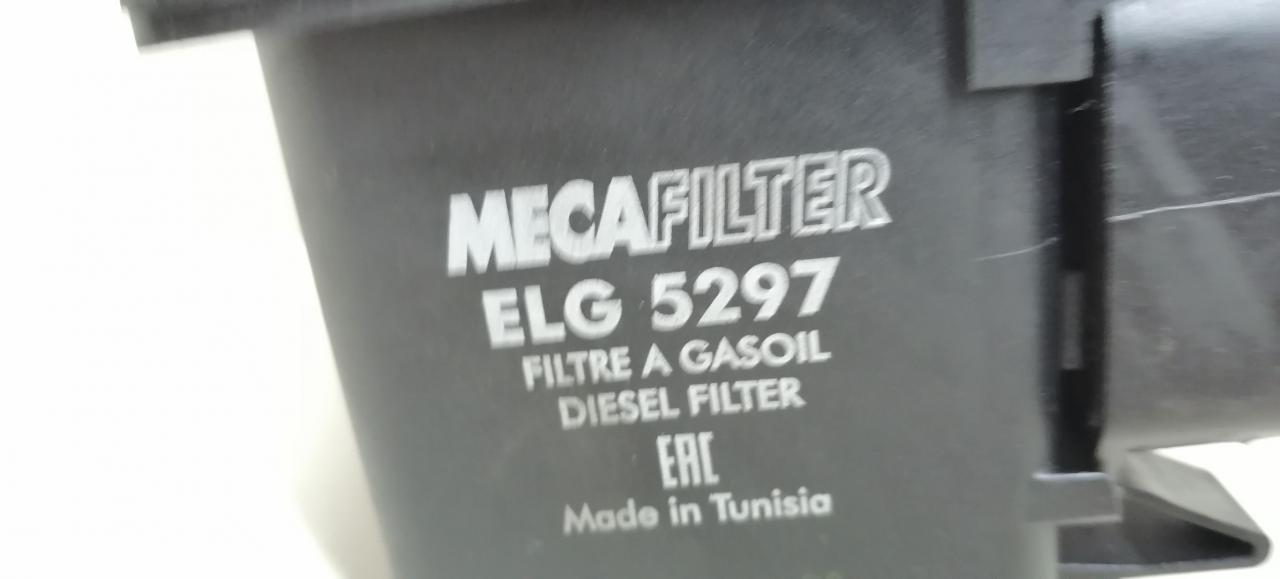 MECAFILTER
ELG 5297
FILTRE A GASOIL
DIESEL FILTER
EAC
Made in Tunisia